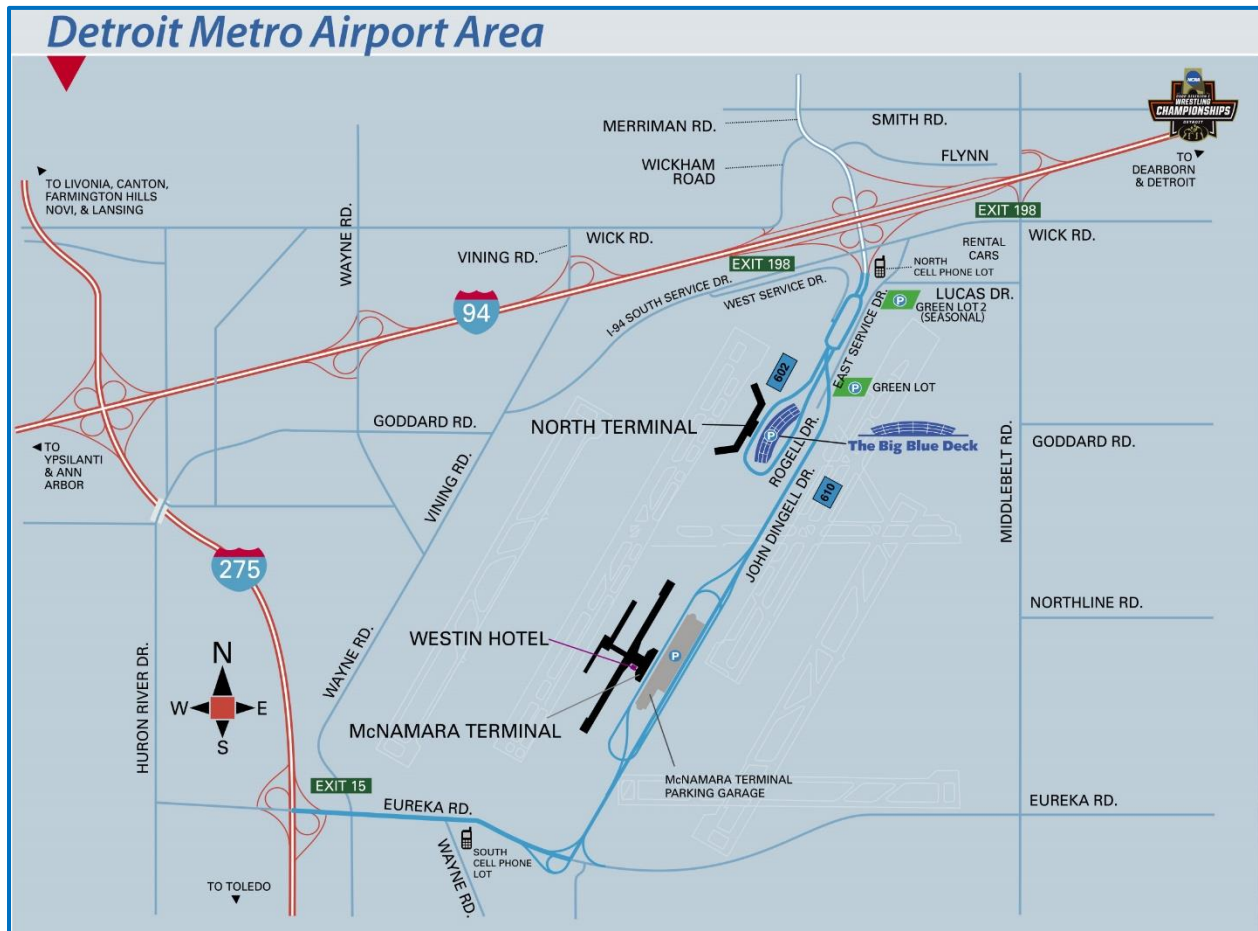 Detroit Metro Airport Area
WRESTLING
CHAMPIONSHIPS
DETROIT
MERRIMAN RD.
SMITH RD.
WICKHAM
ROAD
FLYNN
TO
DEARBORN
& DETROIT
TO LIVONIA, CANTON,
FARMINGTON HILLS
NOVI, & LANSING
WAYNE RD.
EXIT 198
VINING RD.
WICK RD.
WICK RD.
EXIT 198
RENTAL
CARS
NORTH
CELL PHONE LOT
I-94 SOUTH SERVICE DR.
WEST SERVICE DR.
EAST SERVICE DR.
LUCAS DR.
P
GREEN LOT 2
(SEASONAL)
94
602
P
GREEN LOT
GODDARD RD.
NORTH TERMINAL
P
The Big Blue Deck
GODDARD RD.
TO
YPSILANTI
& ANN
ARBOR
VINING RD.
ROGELL DR.
610
JOHN DINGELL DR.
MIDDLEBELT RD.
275
NORTHLINE RD.
WESTIN HOTEL
P
HURON RIVER DR.
WAYNE RD.
N
W
E
S
McNAMARA TERMINAL
McNAMARA TERMINAL
PARKING GARAGE
EXIT 15
EUREKA RD.
EUREKA RD.
SOUTH
CELL PHONE
LOT
WAYNE RD.
TO TOLEDO